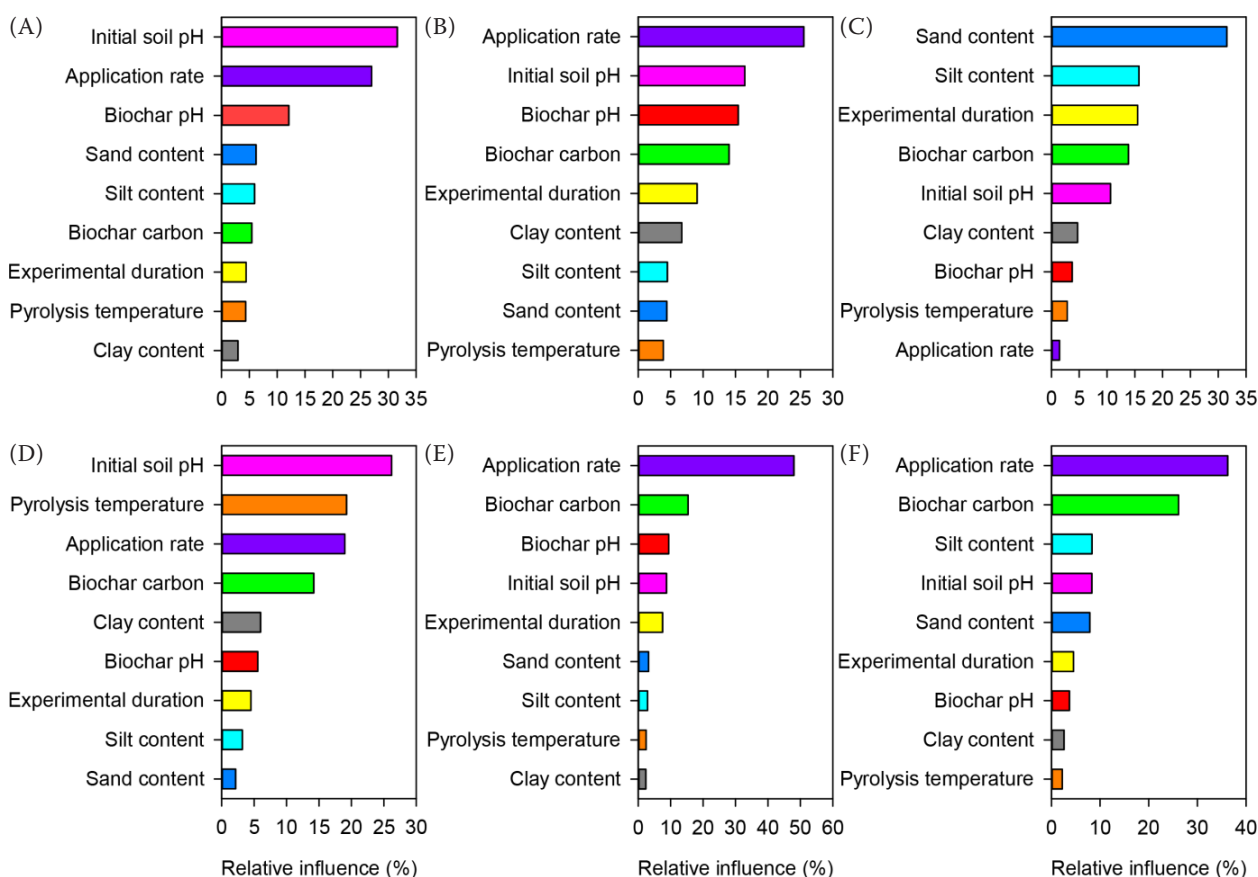 (A)
Initial soil pH
Application rate
Biochar pH
Sand content
Silt content
Biochar carbon
Experimental duration
Pyrolysis temperature
Clay content
0 5 10 15 20 25 30 35
(B)
Application rate
Initial soil pH
Biochar pH
Biochar carbon
Experimental duration
Clay content
Silt content
Sand content
Pyrolysis temperature
0 5 10 15 20 25 30
(C)
Sand content
Silt content
Experimental duration
Biochar carbon
Initial soil pH
Clay content
Biochar pH
Pyrolysis temperature
Application rate
0 5 10 15 20 25 30 35
(D)
Initial soil pH
Pyrolysis temperature
Application rate
Biochar carbon
Clay content
Biochar pH
Experimental duration
Silt content
Sand content
0 5 10 15 20 25 30
Relative influence (%)
(E)
Application rate
Biochar carbon
Biochar pH
Initial soil pH
Experimental duration
Sand content
Silt content
Pyrolysis temperature
Clay content
0 10 20 30 40 50 60
Relative influence (%)
(F)
Application rate
Biochar carbon
Silt content
Initial soil pH
Sand content
Experimental duration
Biochar pH
Clay content
Pyrolysis temperature
0 10 20 30 40
Relative influence (%)